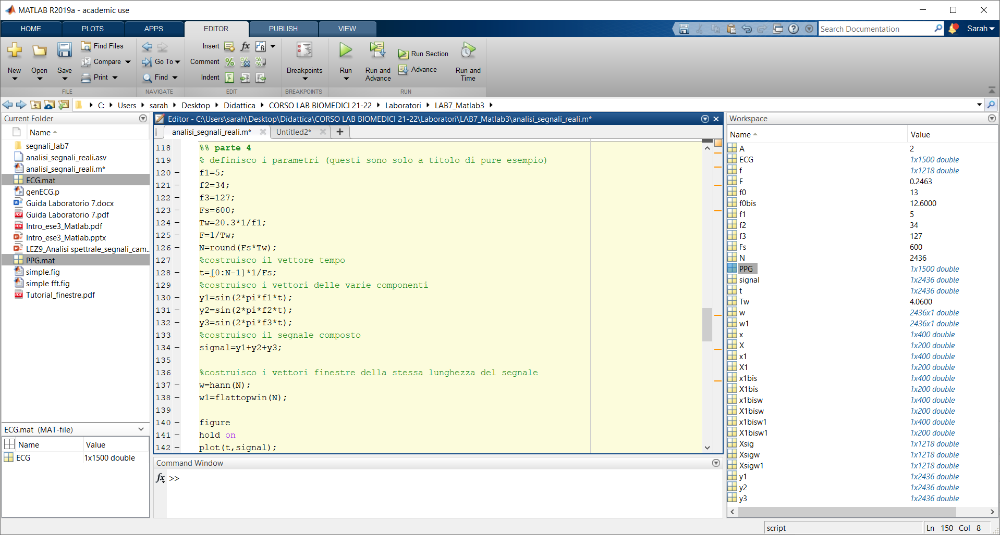 MATLAB R2019a - academic use
HOME PLOTS APPS EDITOR PUBLISH VIEW
Search Documentation
Sarah
New
Open
Save
Find Files
Compare
Print
FILE
Go To
Find
NAVIGATE
Insert
Comment
Indent
EDIT
Breakpoints
BREAKPOINTS
Run
Run and Advance
Run Section
Advance
Run and Time
RUN
C: Users sarah Desktop Didattica CORSO LAB BIOMEDICI 21-22 Laboratori LAB7_Matlab3
Current Folder
Name
segnali_lab7
analisi_segnali_reali.asv
analisi_segnali_reali.m*
ECG.mat
genECG.p
Guida Laboratorio 7.docx
Guida Laboratorio 7.pdf
Intro_ese3_Matlab.pdf
Intro_ese3_Matlab.pptx
LEZ9_Analisi spettrale_segnali_cam...
PPG.mat
simple.fig
simple fft.fig
Tutorial_finestre.pdf
ECG.mat (MAT-file)
Name Value
ECG 1x1500 double
Editor - C:\Users\sarah\Desktop\Didattica\CORSO LAB BIOMEDICI 21-22\Laboratori\LAB7_Matlab3\analisi_segnali_reali.m*
analisi_segnali_reali.m* Untitled2*
118 %% parte 4
119 % definisco i parametri (questi sono solo a titolo di pure esempio)
120 – f1=5;
121 – f2=34;
122 – f3=127;
123 – Fs=600;
124 – Tw=20.3*1/f1;
125 – F=1/Tw;
126 – N=round(Fs*Tw);
127 %costruisco il vettore tempo
128 – t=[0:N-1]*1/Fs;
129 %costruisco i vettori delle varie componenti
130 – y1=sin(2*pi*f1*t);
131 – y2=sin(2*pi*f2*t);
132 – y3=sin(2*pi*f3*t);
133 %costruisco il segnale composto
134 – signal=y1+y2+y3;
135
136 %costruisco i vettori finestre della stessa lunghezza del segnale
137 – w=hann(N);
138 – w1=flattopwin(N);
139
140 – figure
141 – hold on
142 – plot(t,signal);
Command Window
fx >>
Workspace
Name Value
A 2
ECG 1x1500 double
f 1x1218 double
F 0.2463
f0 13
f0bis 12.6000
f1 5
f2 34
f3 127
Fs 600
N 2436
PPG 1x1500 double
signal 1x2436 double
t 1x2436 double
Tw 4.0600
w 2436x1 double
w1 2436x1 double
x 1x400 double
X 1x200 double
x1 1x400 double
X1 1x200 double
x1bis 1x400 double
X1bis 1x200 double
x1bisw 1x400 double
X1bisw 1x200 double
x1bisw1 1x400 double
X1bisw1 1x200 double
Xsig 1x1218 double
Xsigw 1x1218 double
Xsigw1 1x1218 double
y1 1x2436 double
y2 1x2436 double
y3 1x2436 double
script
Ln 150 Col 8